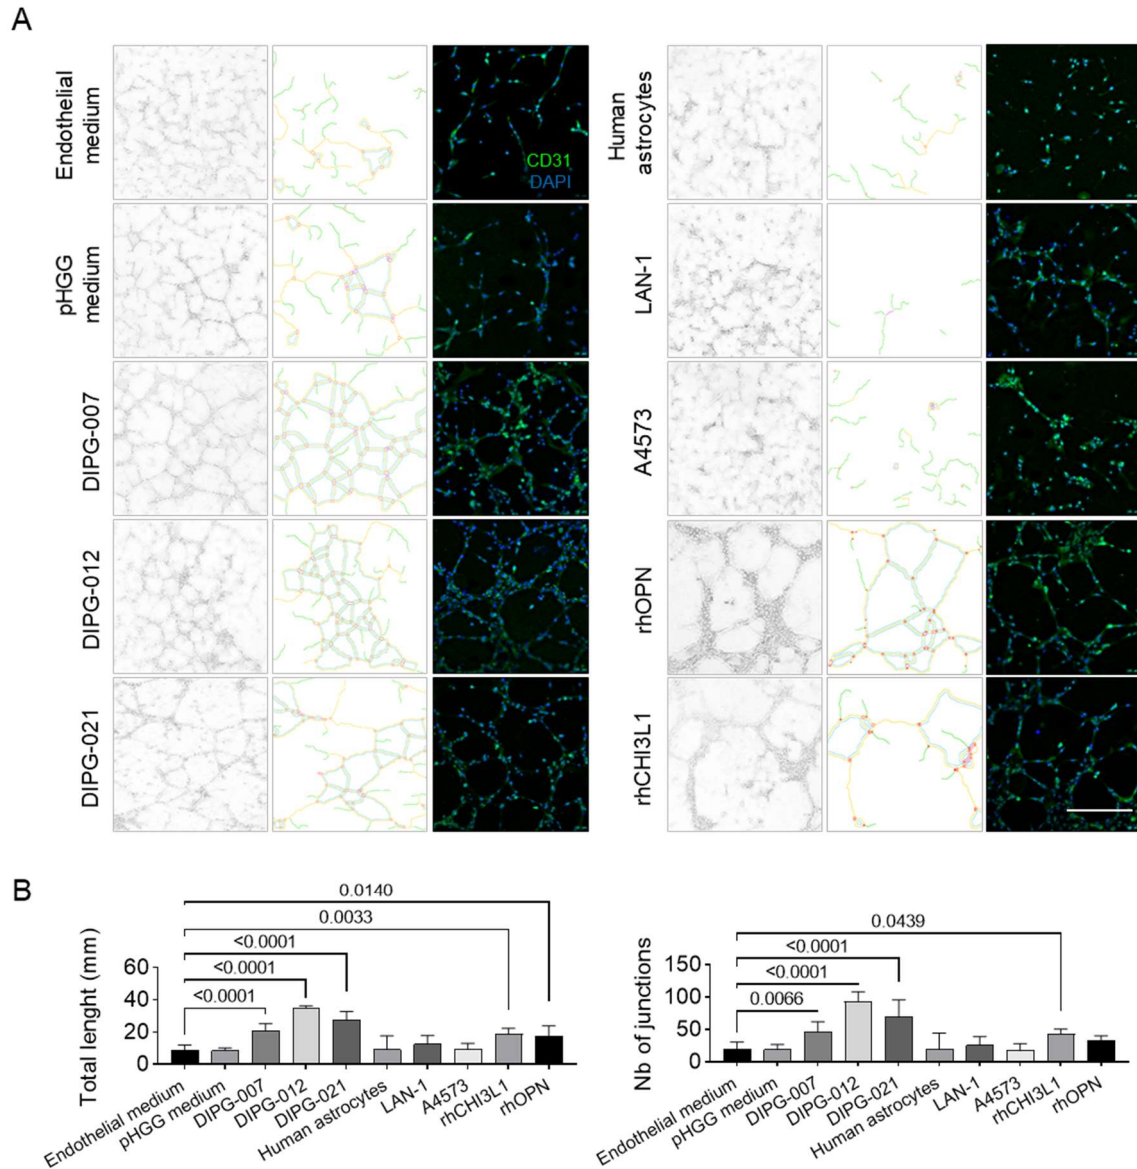 A
Endothelial
medium
CD31
DAPI
pHGG
medium
DIPG-007
DIPG-012
DIPG-021
Human
astrocytes
LAN-1
A4573
rhOPN
rhCHI3L1
B
Total lenght (mm)
60
40
20
0
0.0140
0.0033
<0.0001
<0.0001
<0.0001
Endothelial medium
pHGG medium
DIPG-007
DIPG-012
DIPG-021
Human astrocytes
LAN-1
A4573
rhCHI3L1
rhOPN
Nb of junctions
150
100
50
0
0.0439
<0.0001
<0.0001
0.0066
Endothelial medium
pHGG medium
DIPG-007
DIPG-012
DIPG-021
Human astrocytes
LAN-1
A4573
rhCHI3L1
rhOPN